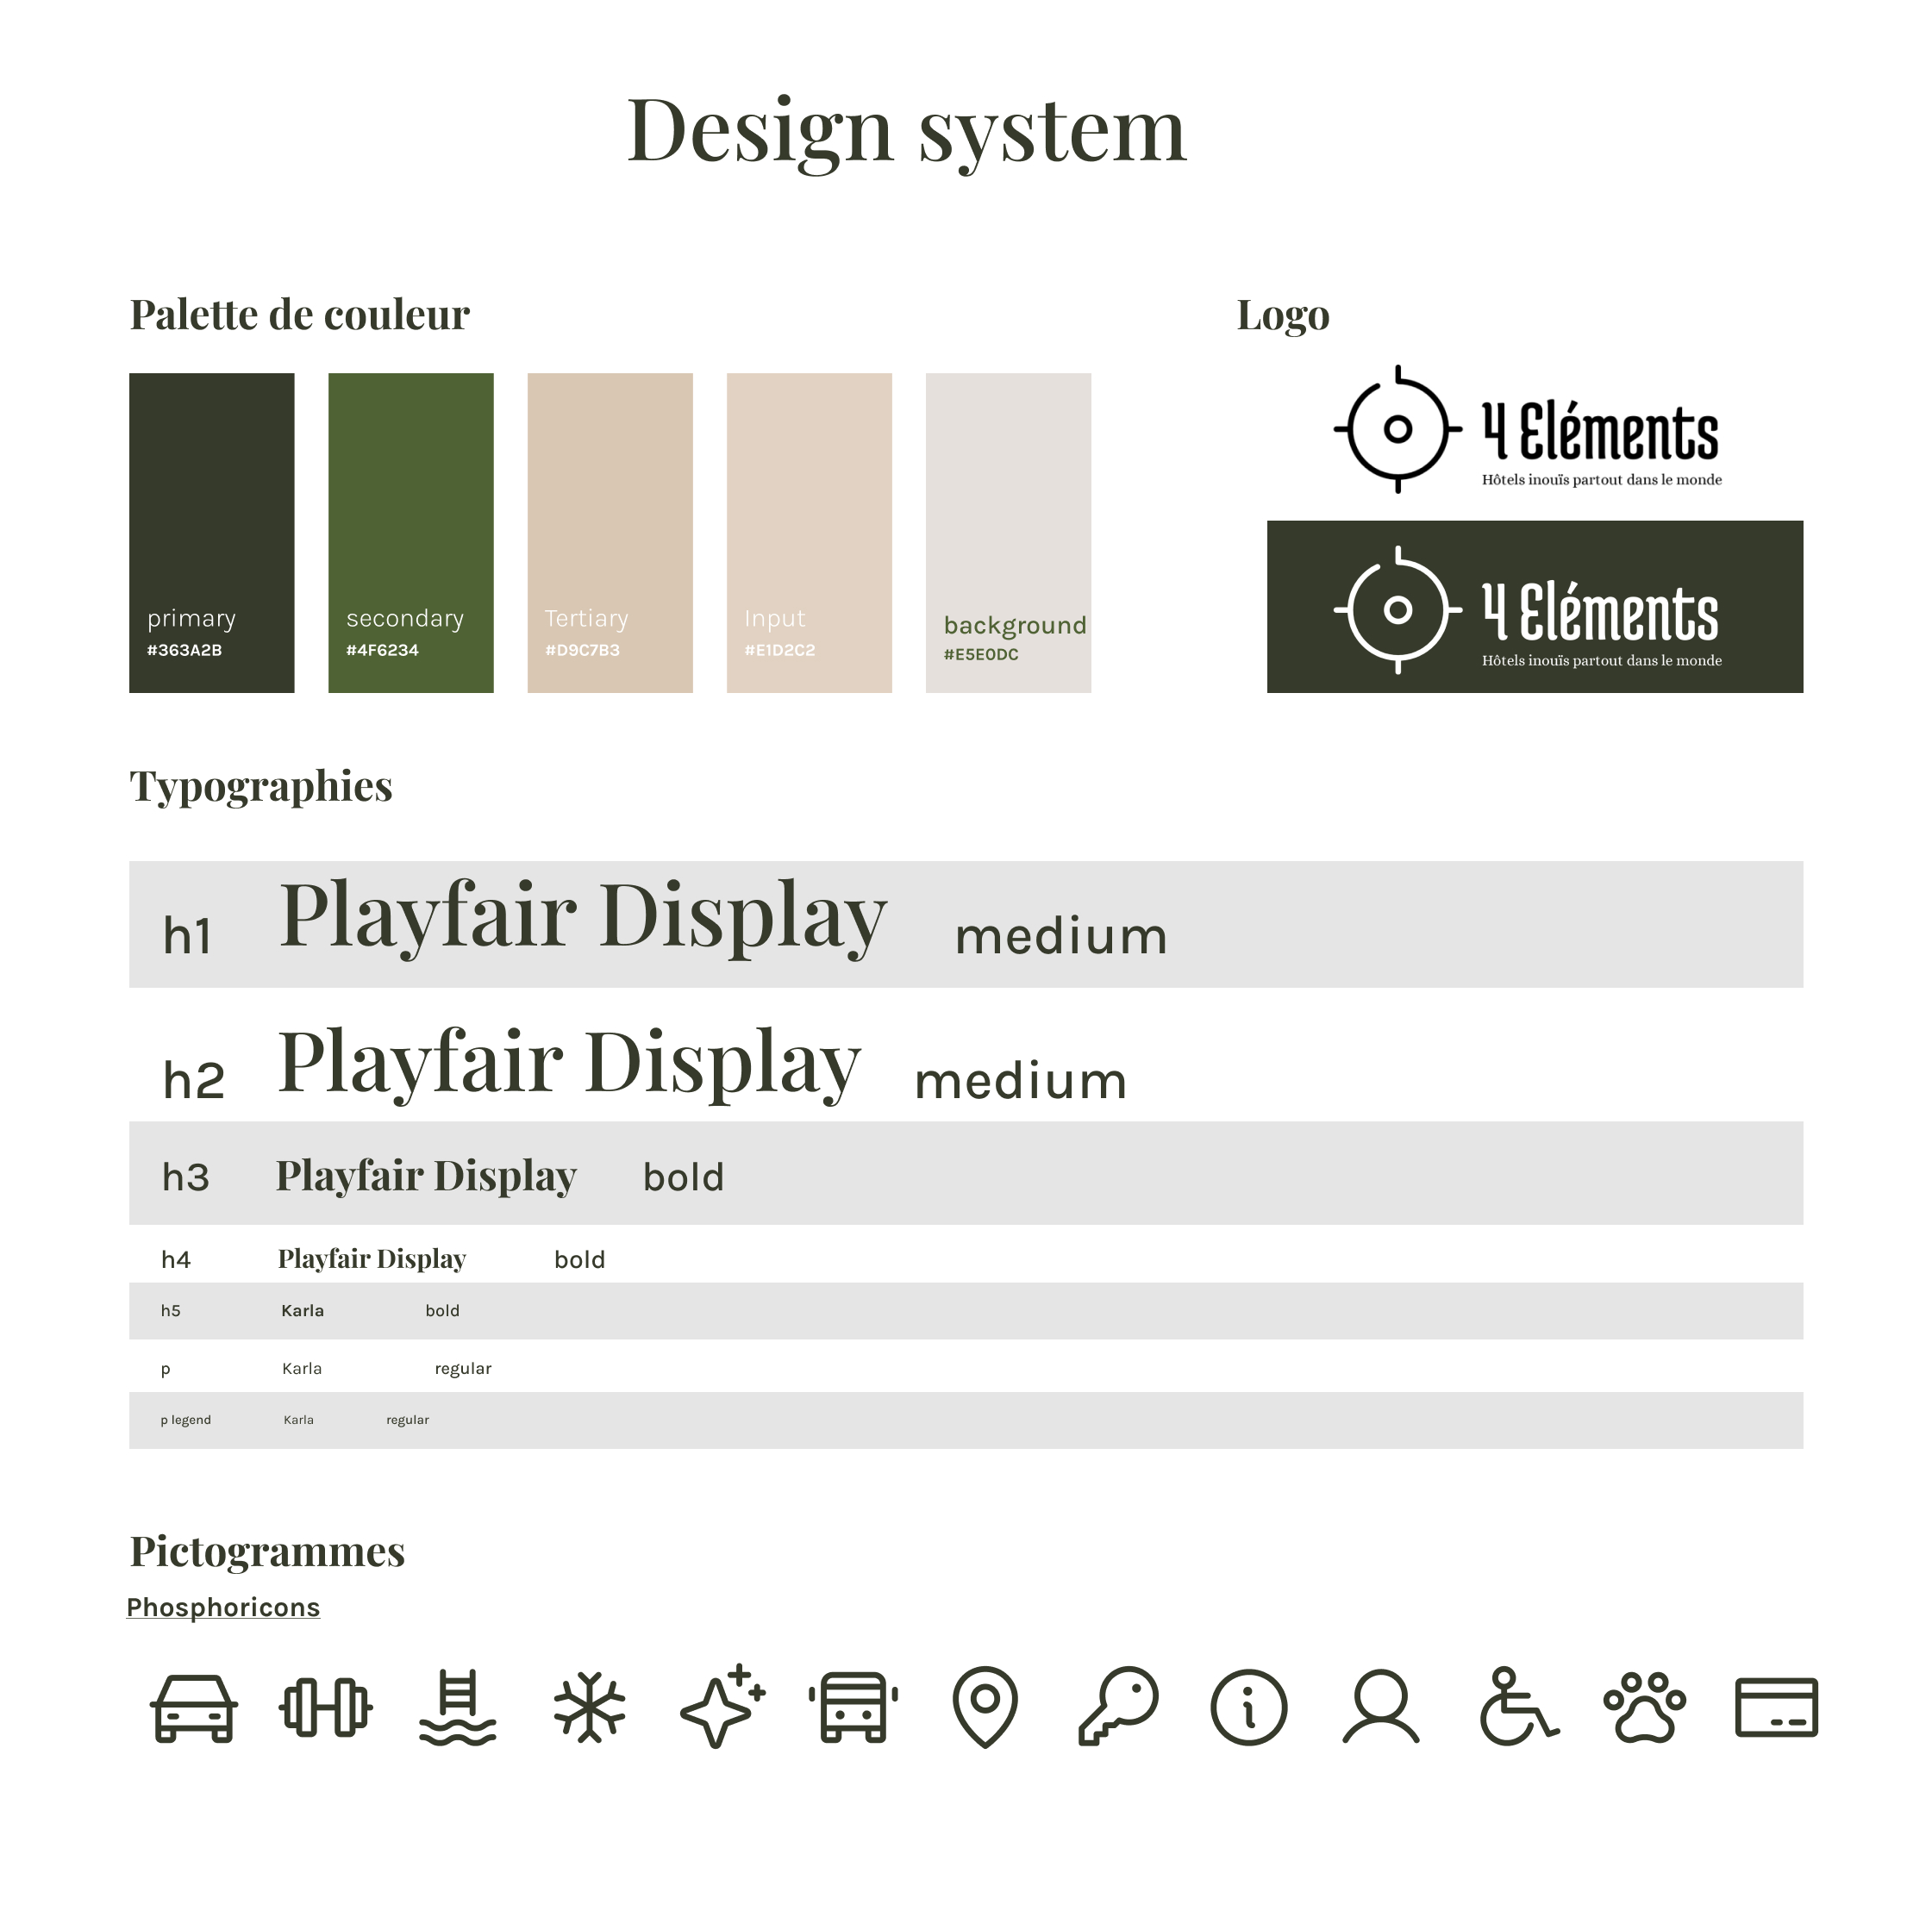 Design system
Palette de couleur
Logo
primary
#363A2B
secondary
#4F6234
Tertiary
#D9C7B3
Input
#E1D2C2
background
#E5E0DC
4 Eléments
Hôtels inouïs partout dans le monde
4 Eléments
Hôtels inouïs partout dans le monde
Typographies
h1 Playfair Display medium
h2 Playfair Display medium
h3 Playfair Display bold
h4 Playfair Display bold
h5 Karla bold
p Karla regular
p legend Karla regular
Pictogrammes
Phosphoricons